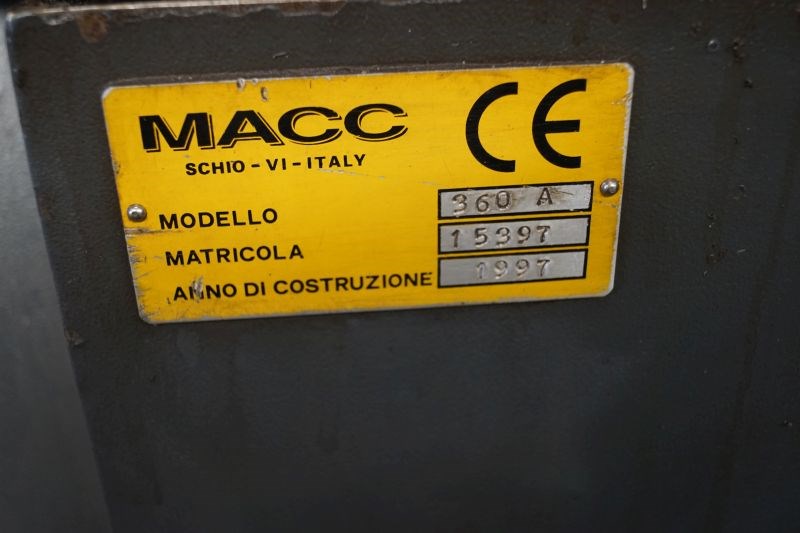 MACC
CE
SCHIO - VI - ITALY
MODELLO 360 A
MATRICOLA 15397
ANNO DI COSTRUZIONE 1997